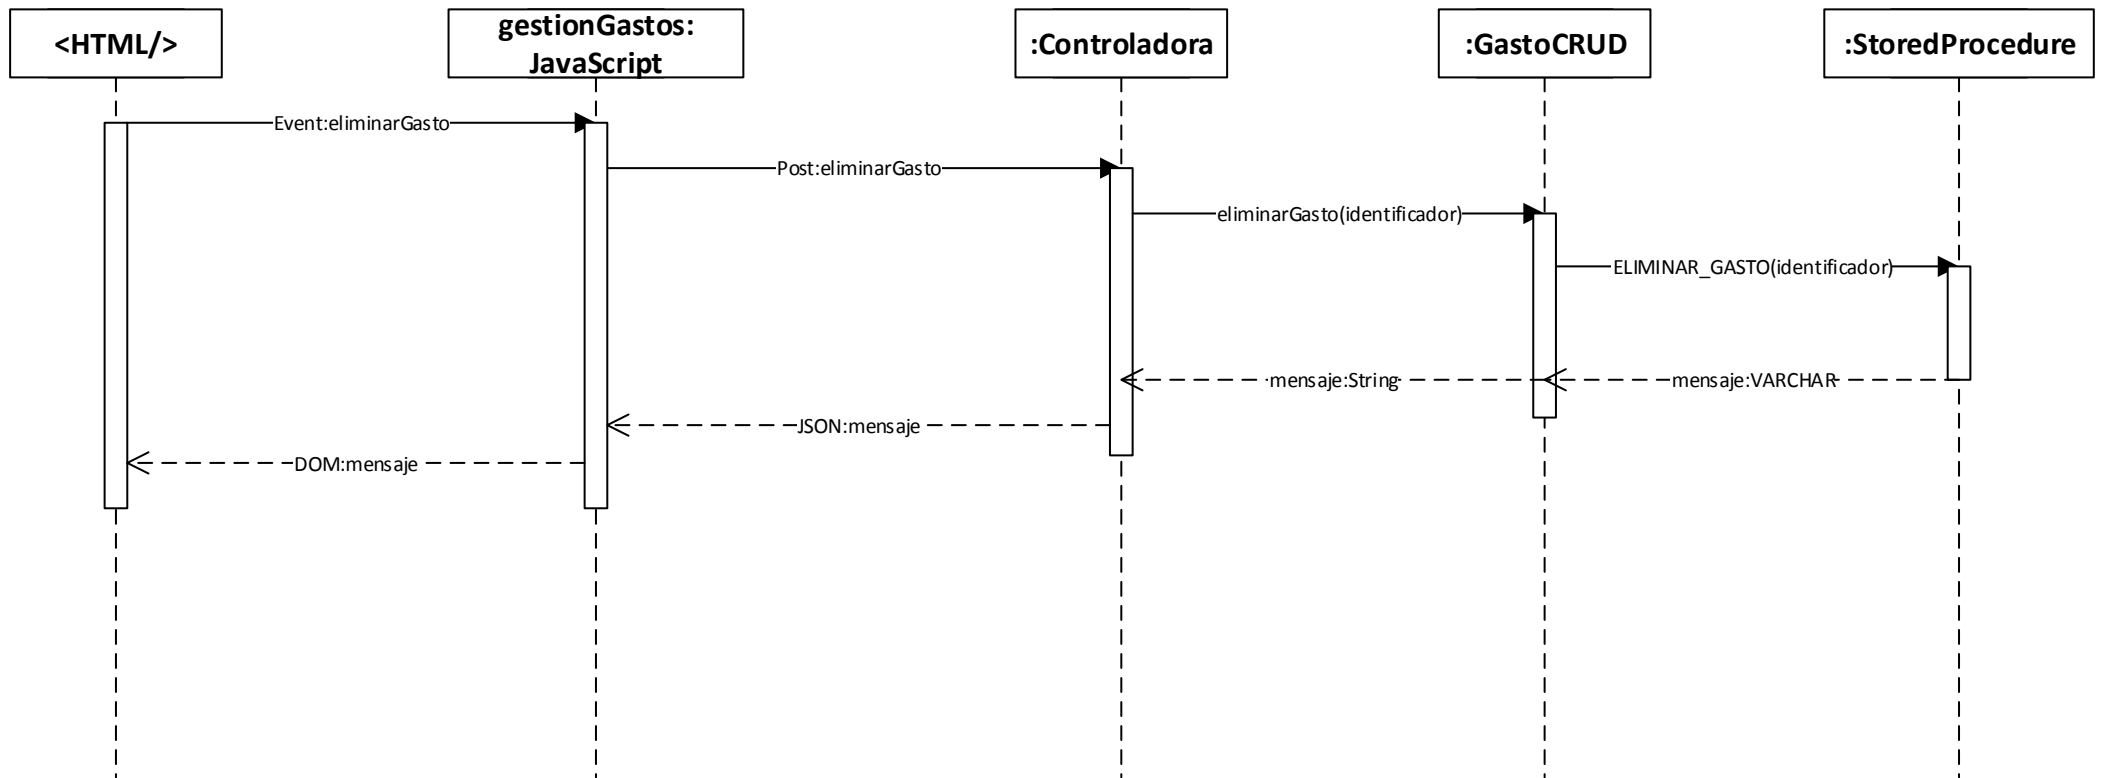 <HTML/>
gestionGastos:
JavaScript
:Controladora
:GastoCRUD
:StoredProcedure
Event:eliminarGasto
Post:eliminarGasto
eliminarGasto(identificador)
ELIMINAR_GASTO(identificador)
mensaje:String
mensaje:VARCHAR
JSON:mensaje
DOM:mensaje